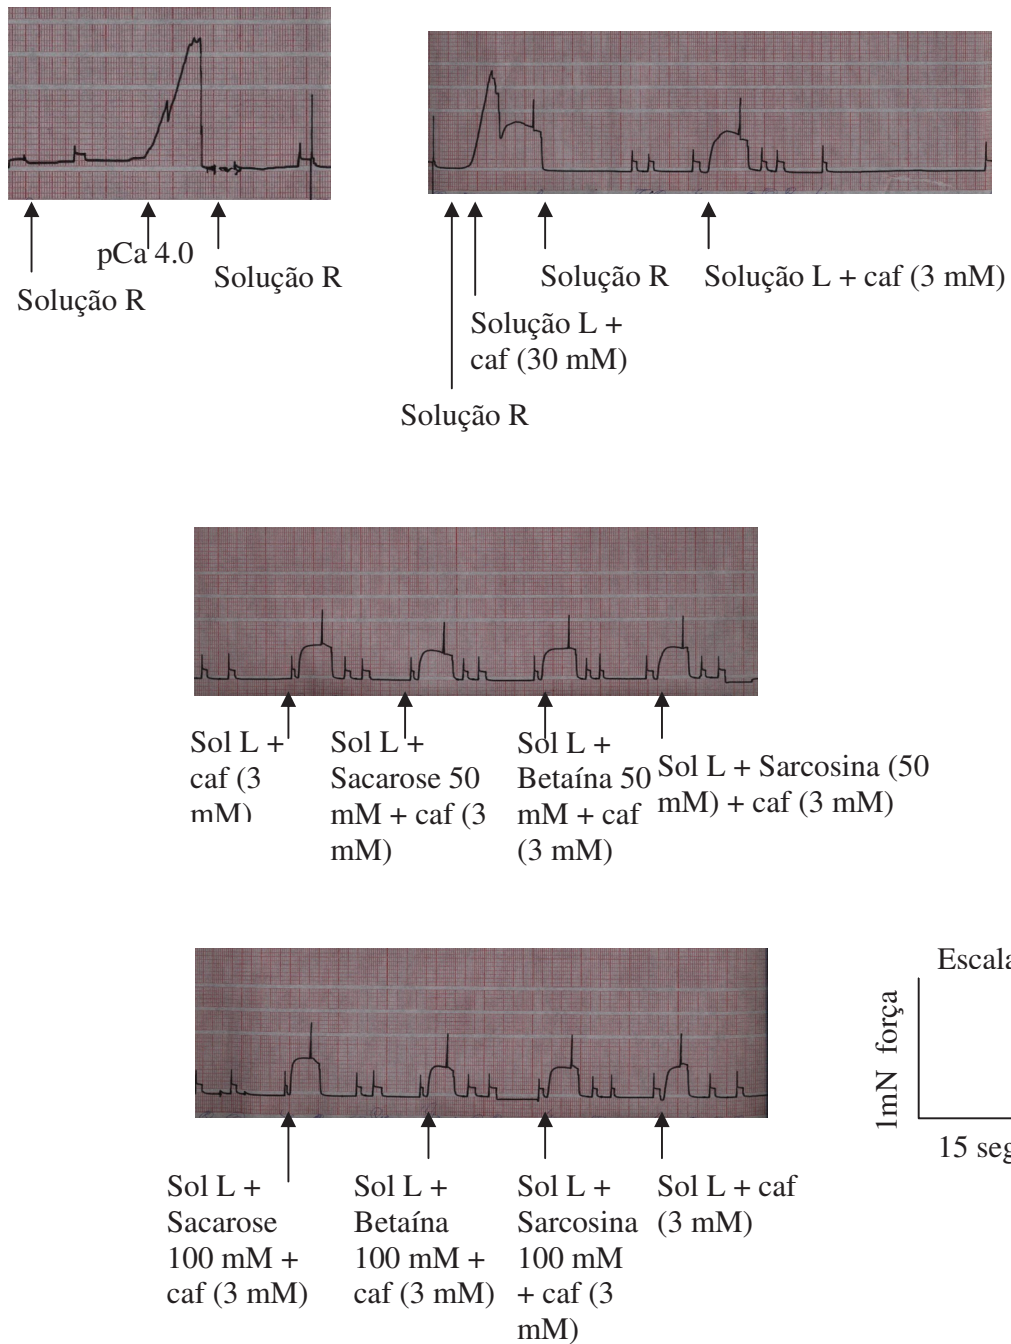 pCa 4.0
Solução R
Solução R
Solução R
Solução L + caf (3 mM)
Solução L +
caf (30 mM)
Solução R
Sol L +
caf (3
mM)
Sol L +
Sacarose 50
mM + caf (3
mM)
Sol L +
Betaína 50
mM + caf
(3 mM)
Sol L + Sarcosina (50
mM) + caf (3 mM)
Escala
1mN força
15 seg
Sol L +
Sacarose
100 mM +
caf (3 mM)
Sol L +
Betaína
100 mM +
caf (3 mM)
Sol L +
Sarcosina
100 mM
+ caf (3
mM)
Sol L + caf
(3 mM)